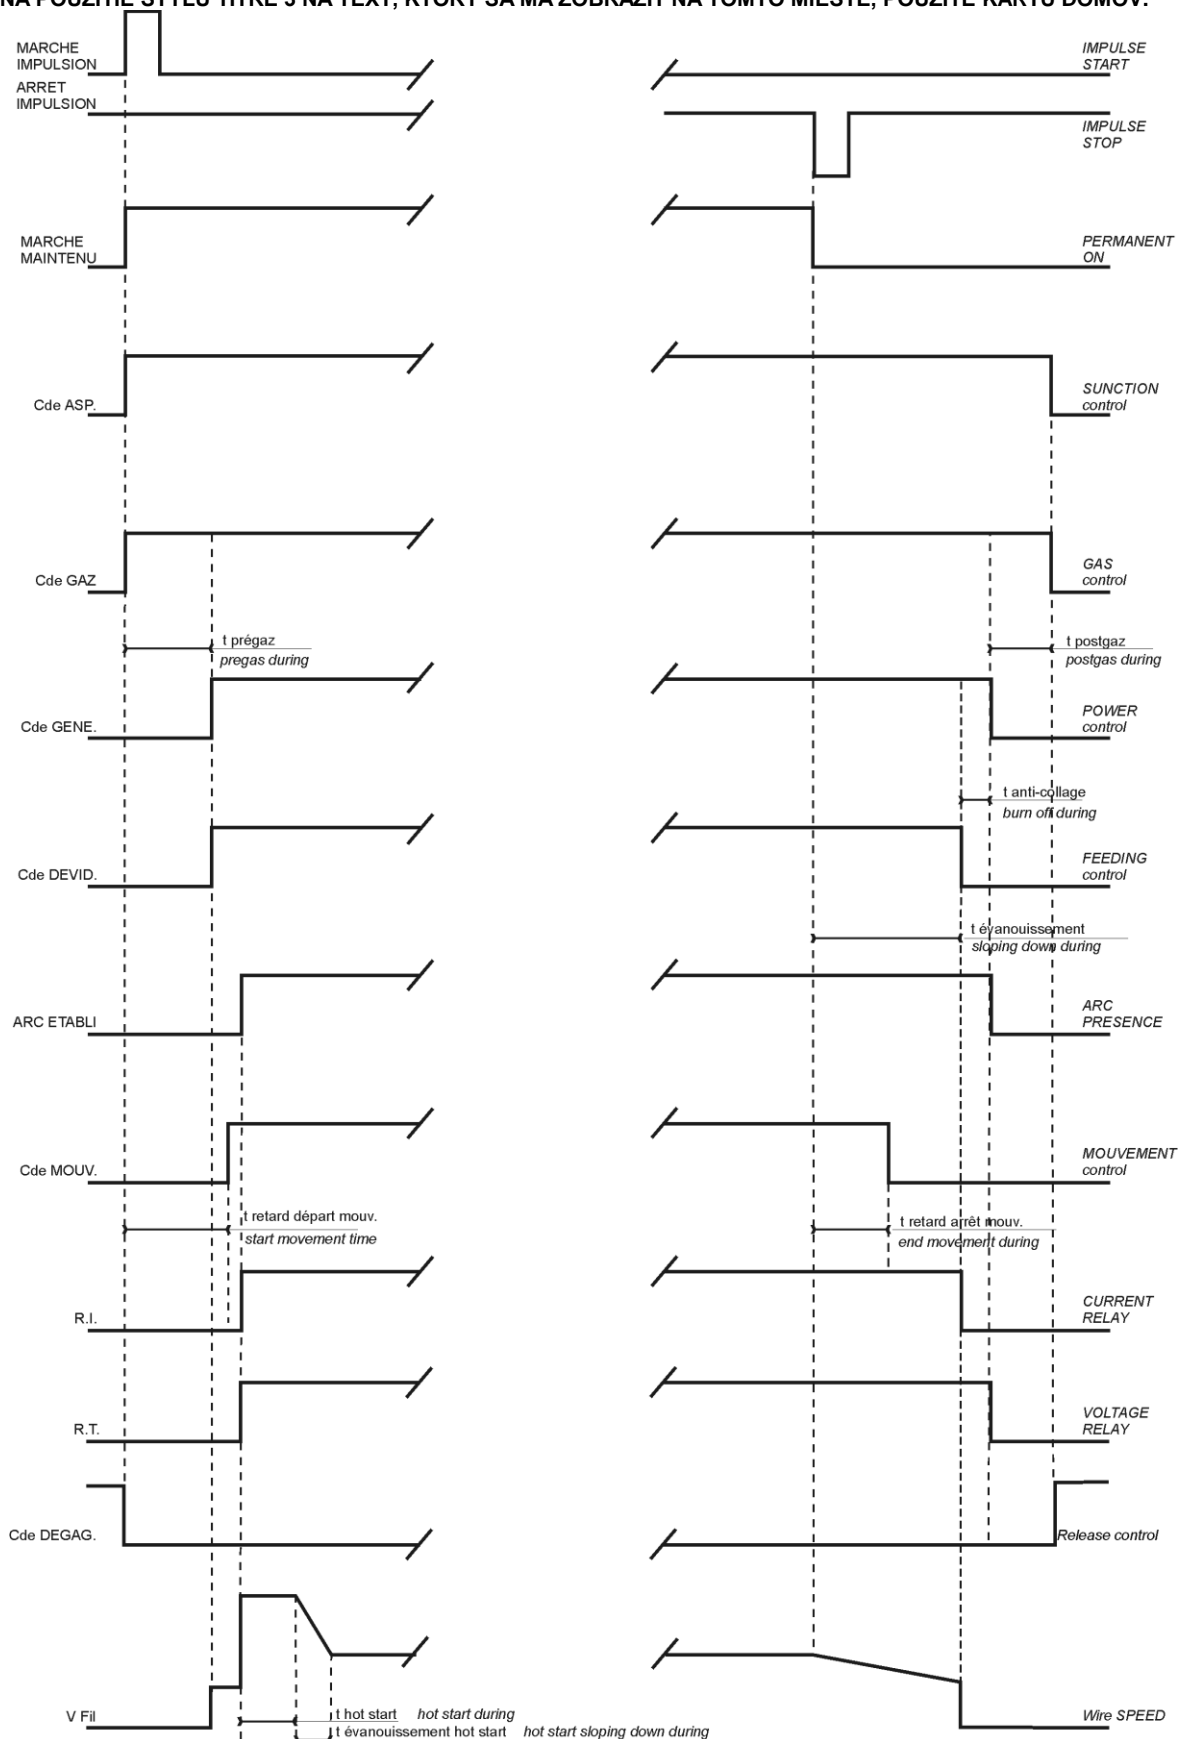 NA POUŽITIE ŠTÝLU TITRE 3 NA TEXT, KTORÝ SA MÁ ZOBRAZIŤ NA TOMTO MIESTE, POUŽITE KARTU DOMOV.
MARCHE
IMPULSION
IMPULSE
START
ARRET
IMPULSION
IMPULSE
STOP
MARCHE
MAINTENU
PERMANENT
ON
Cde ASP.
SUNCTION
control
Cde GAZ
GAS
control
t prégaz
pregas during
t postgaz
postgas during
Cde GENE.
POWER
control
t anti-collage
burn off during
Cde DEVID.
FEEDING
control
t évanouissement
sloping down during
ARC ETABLI
ARC
PRESENCE
Cde MOUV.
MOUVEMENT
control
t retard départ mouv.
start movement time
t retard arrêt mouv.
end movement during
R.I.
CURRENT
RELAY
R.T.
VOLTAGE
RELAY
Cde DEGAG.
Release control
V Fil
Wire SPEED
t hot start hot start during
t évanouissement hot start hot start sloping down during